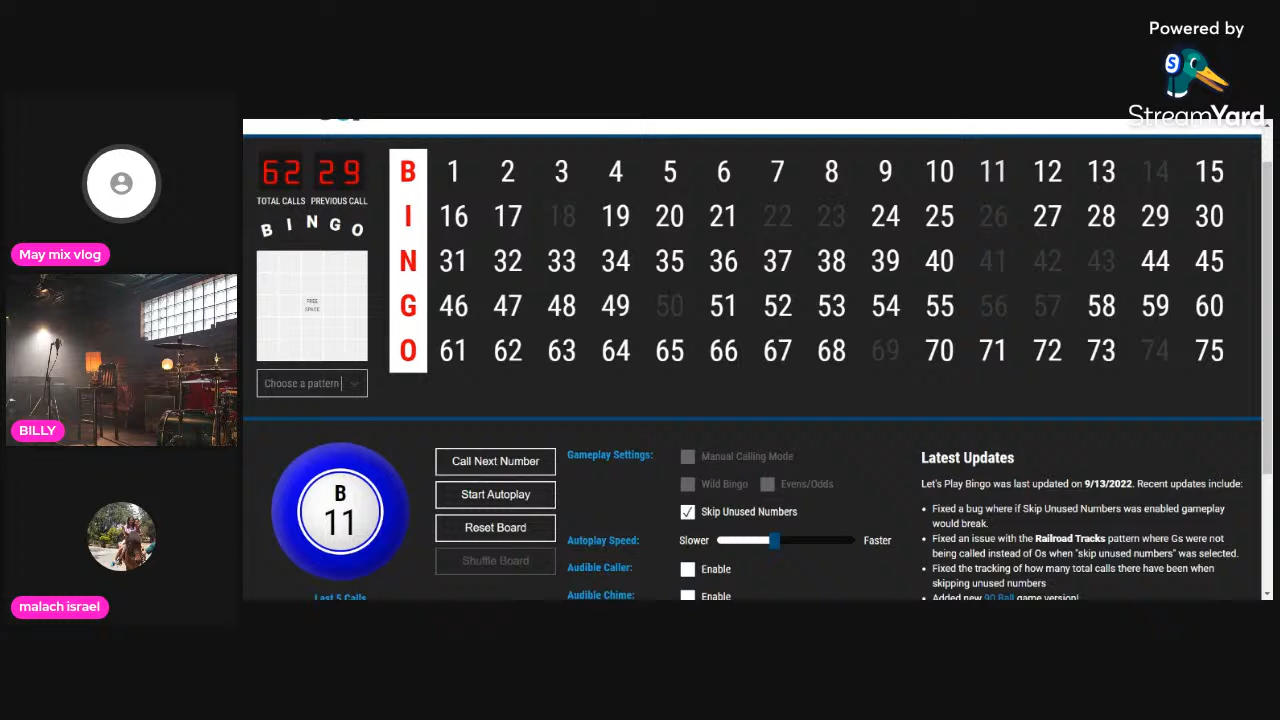 Powered by
StreamYard
May mix vlog
BILLY
malach israel
62 29
TOTAL CALLS PREVIOUS CALL
BINGO
FREE
SPACE
Choose a pattern
B 1 2 3 4 5 6 7 8 9 10 11 12 13 14 15
I 16 17 18 19 20 21 22 23 24 25 26 27 28 29 30
N 31 32 33 34 35 36 37 38 39 40 41 42 43 44 45
G 46 47 48 49 50 51 52 53 54 55 56 57 58 59 60
O 61 62 63 64 65 66 67 68 69 70 71 72 73 74 75
B
11
Last 5 Calls
Call Next Number
Start Autoplay
Reset Board
Shuffle Board
Gameplay Settings:
Manual Calling Mode
Wild Bingo Evens/Odds
Skip Unused Numbers
Autoplay Speed: Slower Faster
Audible Caller: Enable
Audible Chime: Enable
Latest Updates
Let's Play Bingo was last updated on 9/13/2022. Recent updates include:
• Fixed a bug where if Skip Unused Numbers was enabled gameplay
would break.
• Fixed an issue with the Railroad Tracks pattern where Gs were not
being called instead of Os when "skip unused numbers" was selected.
• Fixed the tracking of how many total calls there have been when
skipping unused numbers
• Added new 90 Ball game version!